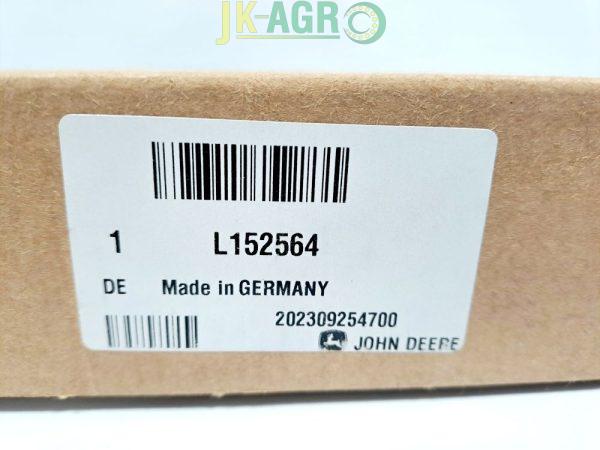 JK-AGRO
1 L152564
DE Made in GERMANY
202309254700
JOHN DEERE